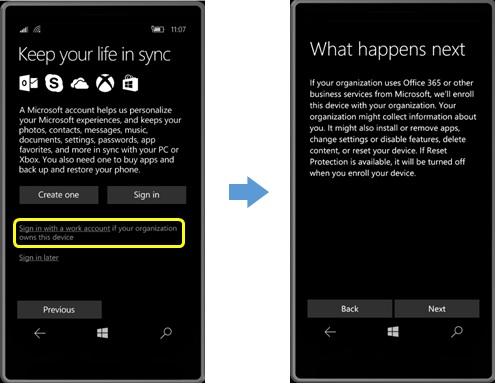 11:07
Keep your life in sync
A Microsoft account helps us personalize
your Microsoft experiences, and keeps your
photos, contacts, messages, music,
documents, settings, passwords, app
favorites, and more in sync with your PC or
Xbox. You also need one to buy apps and
back up and restore your phone.
Create one
Sign in
Sign in with a work account if your organization
owns this device
Sign in later
Previous
What happens next
If your organization uses Office 365 or other
business services from Microsoft, we'll enroll
this device with your organization. Your
organization might collect information about
you. It might also install or remove apps,
change settings or disable features, delete
content, or reset your device. If Reset
Protection is available, it will be turned off
when you enroll your device.
Back
Next